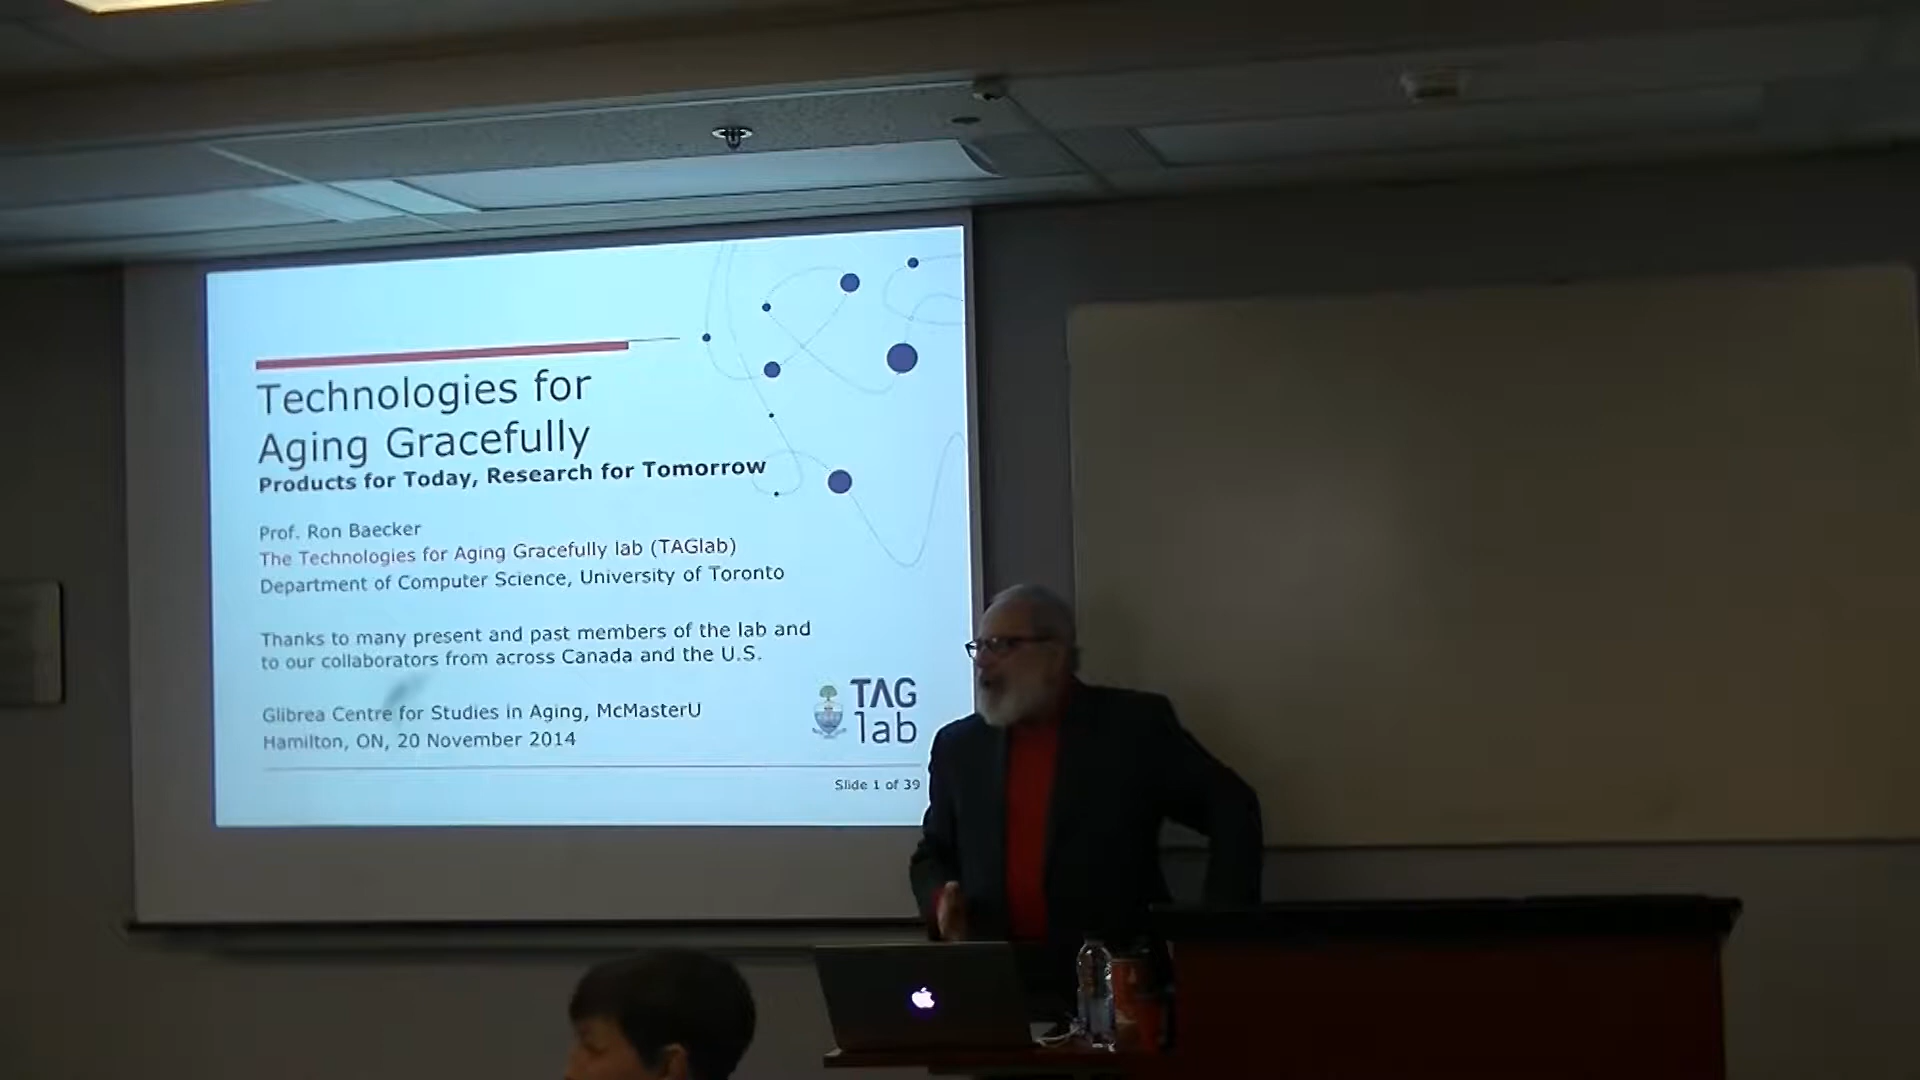 Technologies for
Aging Gracefully
Products for Today, Research for Tomorrow
Prof. Ron Baecker
The Technologies for Aging Gracefully lab (TAGlab)
Department of Computer Science, University of Toronto
Thanks to many present and past members of the lab and
to our collaborators from across Canada and the U.S.
Glibrea Centre for Studies in Aging, McMasterU
Hamilton, ON, 20 November 2014
TAG
lab
Slide 1 of 39